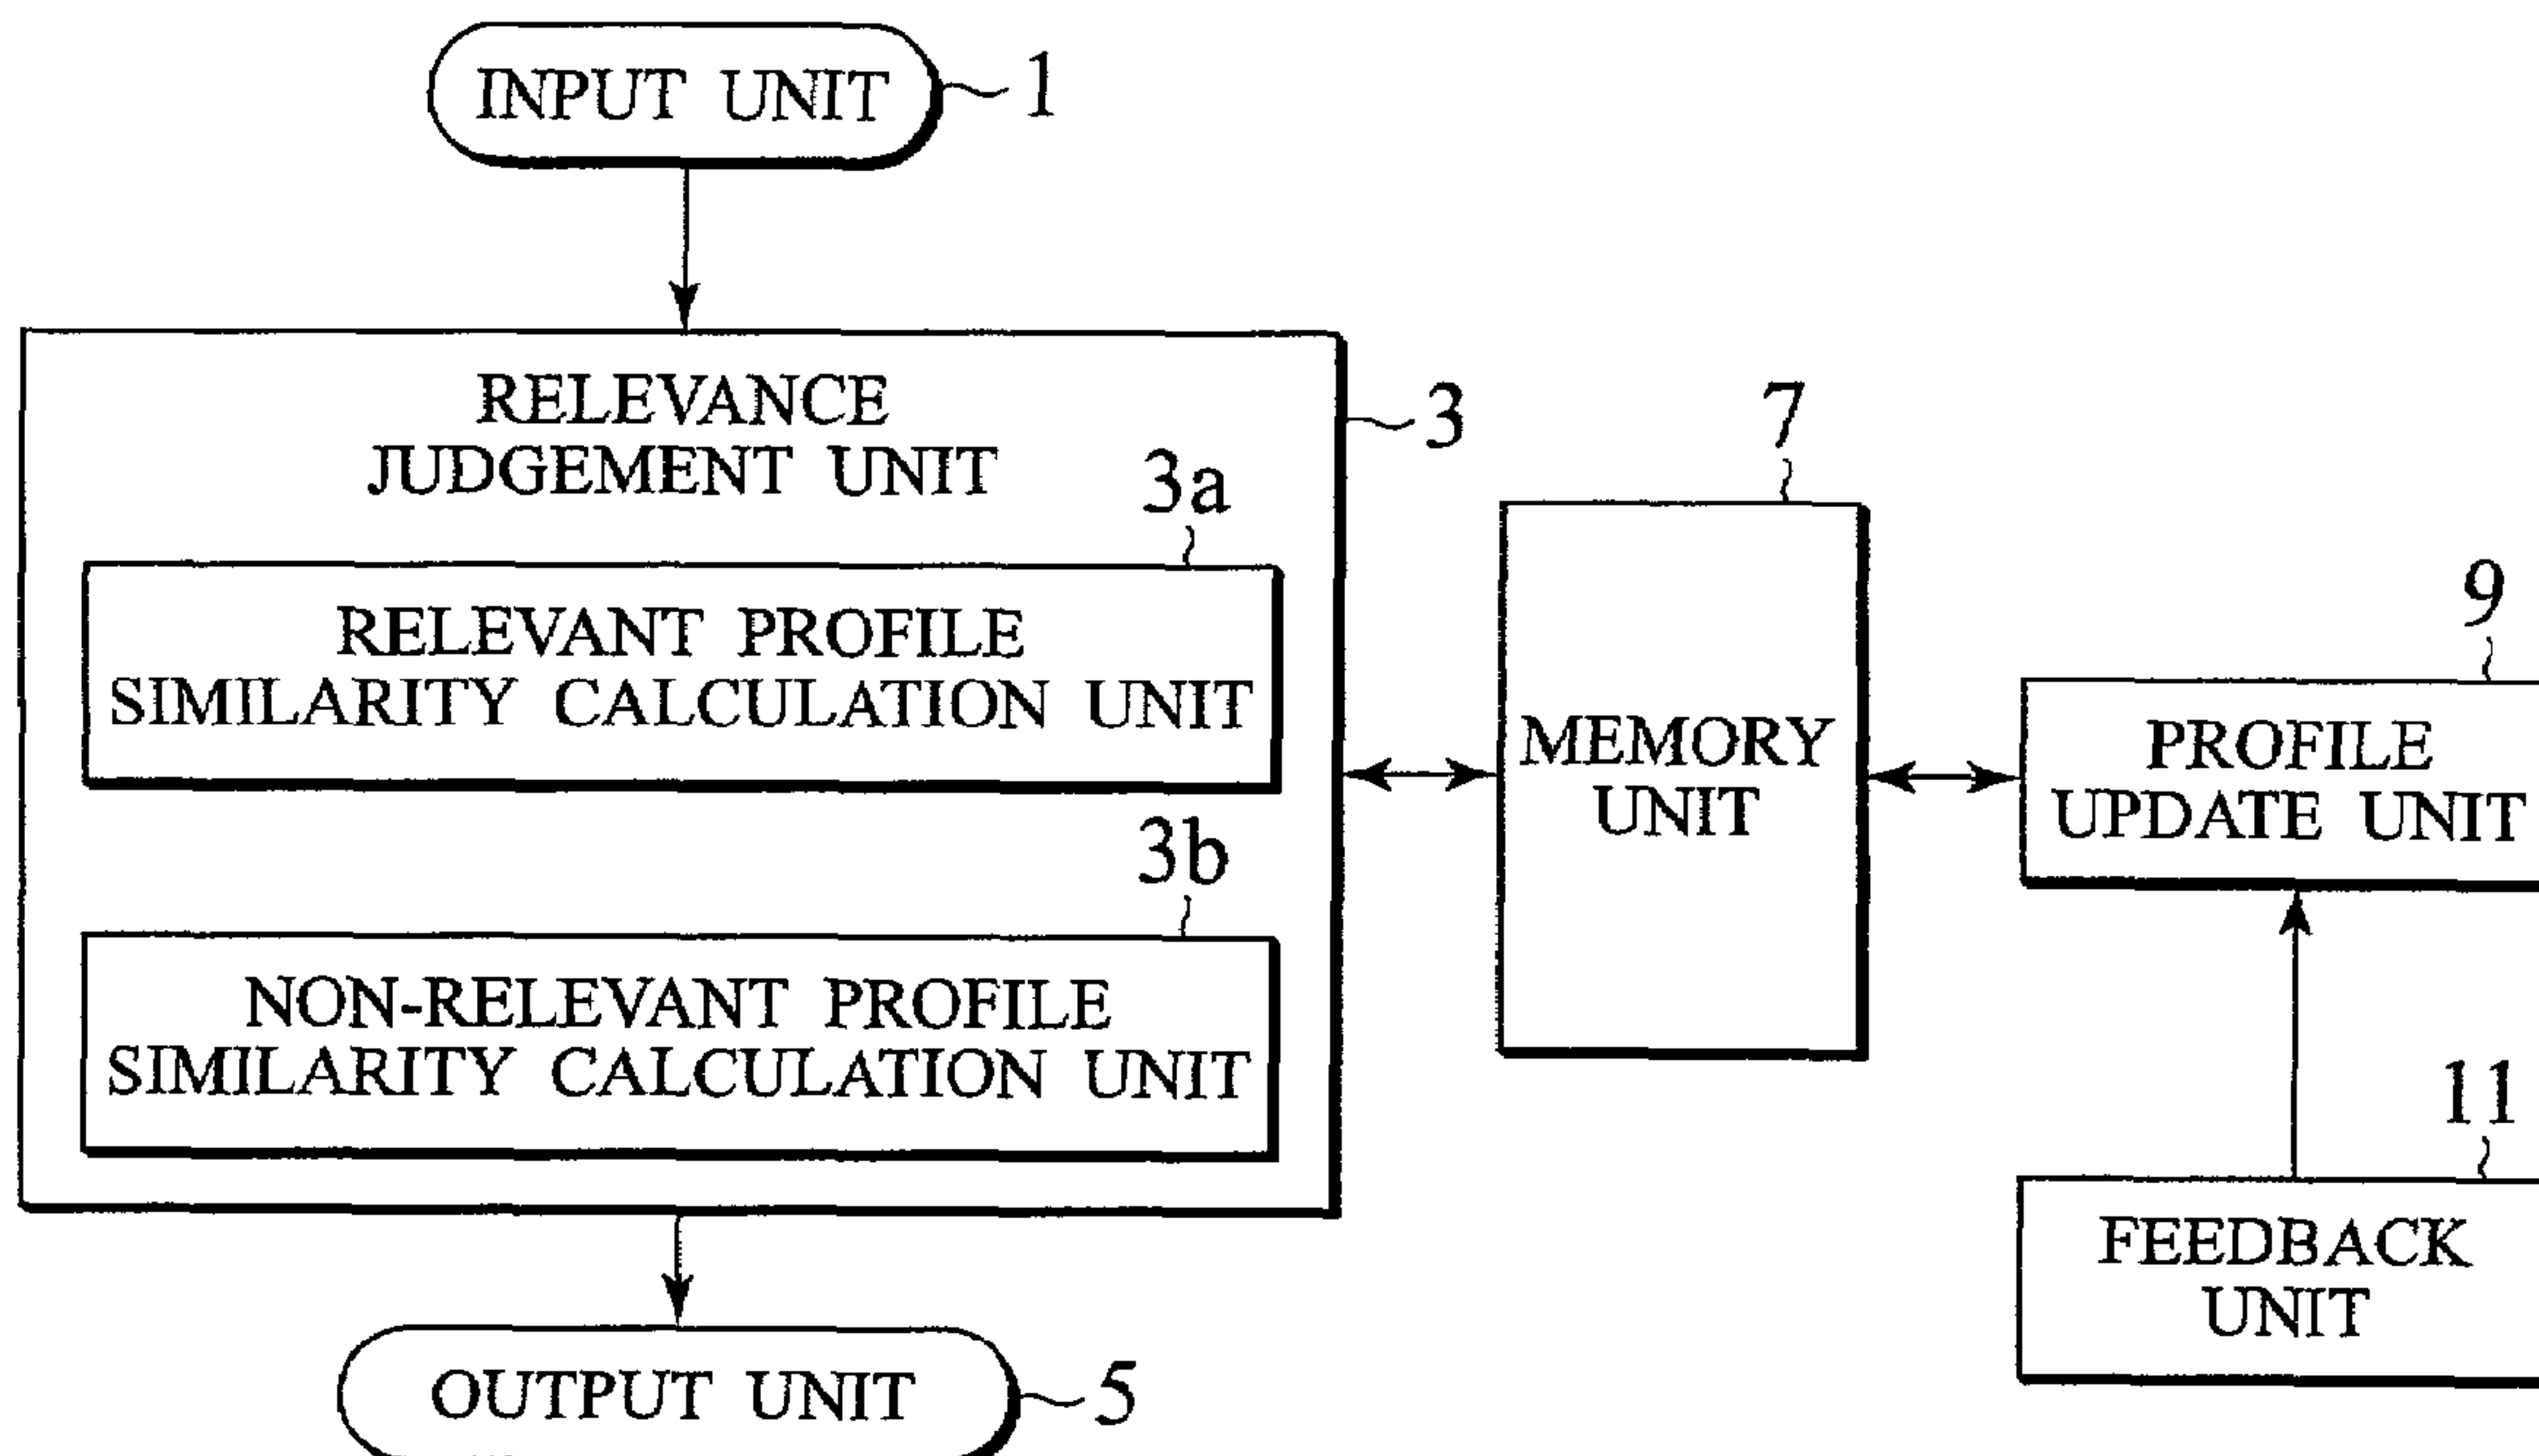 INPUT UNIT
1
RELEVANCE
JUDGEMENT UNIT
3
3a
RELEVANT PROFILE
SIMILARITY CALCULATION UNIT
3b
NON-RELEVANT PROFILE
SIMILARITY CALCULATION UNIT
7
MEMORY
UNIT
9
PROFILE
UPDATE UNIT
11
FEEDBACK
UNIT
OUTPUT UNIT
5